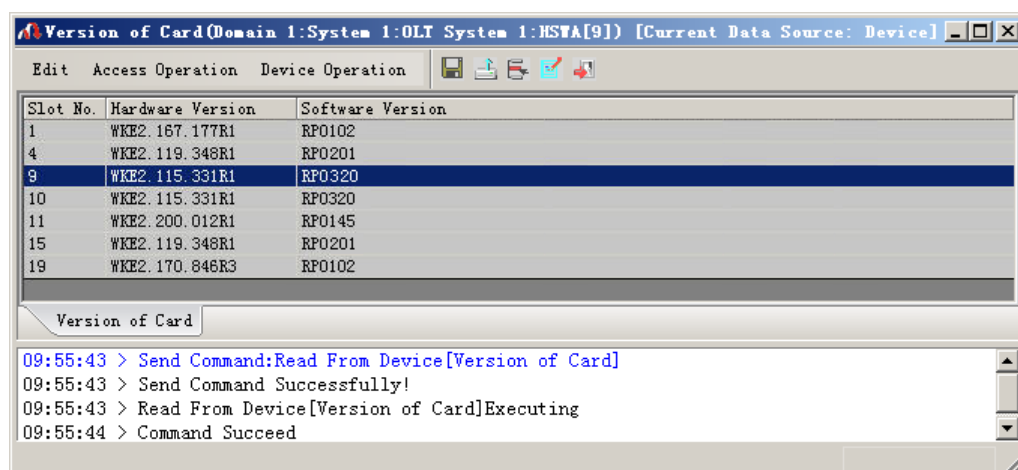 Version of Card(Domain 1:System 1:OLT System 1:HSWA[9]) [Current Data Source: Device]
Edit Access Operation Device Operation
Slot No. Hardware Version Software Version
1 WKE2.167.177R1 RP0102
4 WKE2.119.348R1 RP0201
9 WKE2.115.331R1 RP0320
10 WKE2.115.331R1 RP0320
11 WKE2.200.012R1 RP0145
15 WKE2.119.348R1 RP0201
19 WKE2.170.846R3 RP0102
Version of Card
09:55:43 > Send Command:Read From Device[Version of Card]
09:55:43 > Send Command Successfully!
09:55:43 > Read From Device[Version of Card]Executing
09:55:44 > Command Succeed